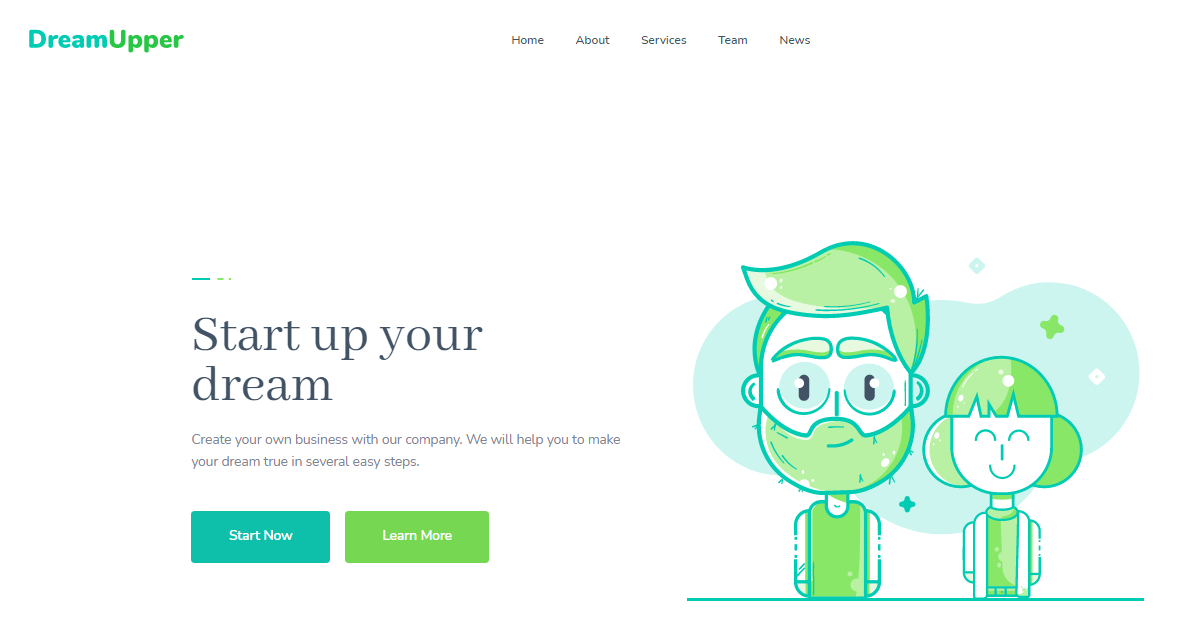 DreamUpper
Home About Services Team News
Start up your
dream
Create your own business with our company. We will help you to make
your dream true in several easy steps.
Start Now Learn More